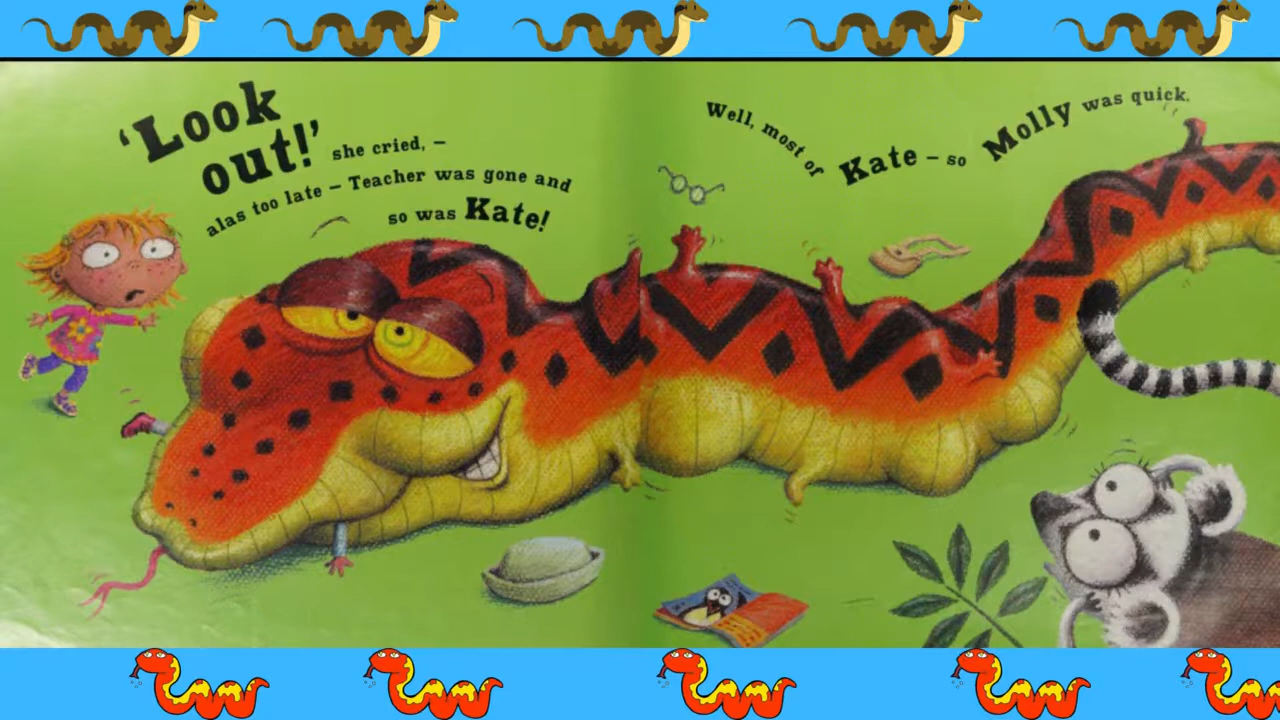 'Look
out!' she cried, –
alas too late – Teacher was gone and
so was Kate!
Well, most of Kate – so Molly was quick,